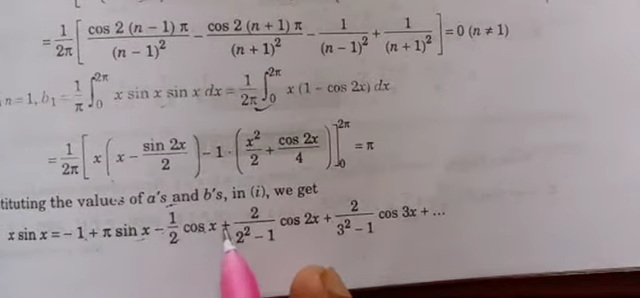 = 1/2π [ cos 2 (n – 1) π / (n – 1)² – cos 2 (n + 1) π / (n + 1)² – 1 / (n – 1)² + 1 / (n + 1)² ] = 0 (n ≠ 1)
n = 1, b₁ = 1/π ∫₀^2π x sin x sin x dx = 1/2π ∫₀^2π x (1 – cos 2x) dx
= 1/2π [ x ( x – sin 2x / 2 ) – 1 · ( x²/2 + cos 2x / 4 ) ]₀^2π = π
tituting the values of a's and b's, in (i), we get
x sin x = – 1 + π sin x – 1/2 cos x + 2 / 2² – 1 cos 2x + 2 / 3² – 1 cos 3x + ...